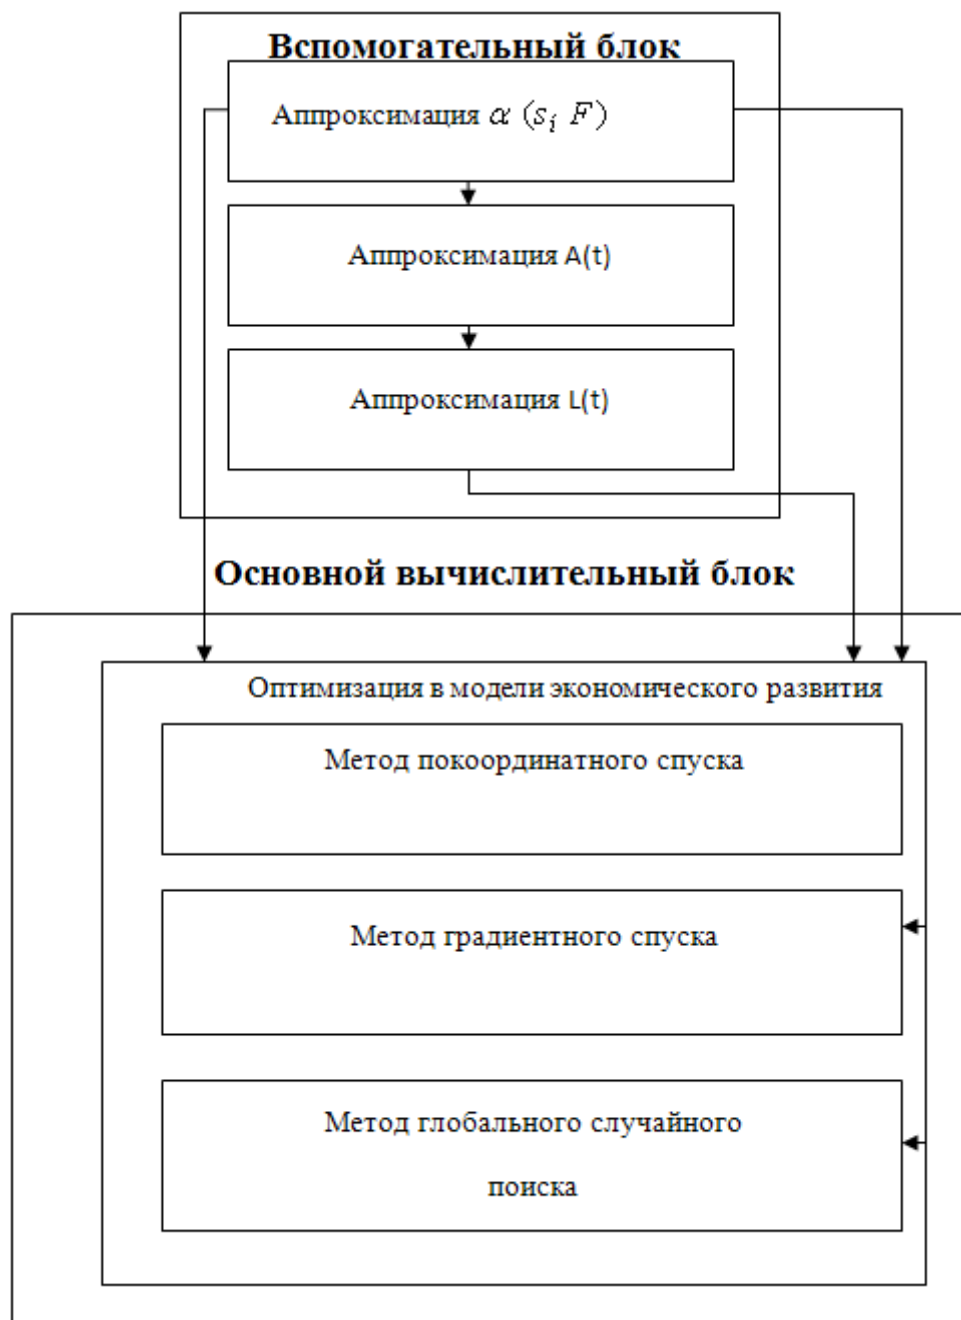 Вспомогательный блок
Аппроксимация α (s_i F)
Аппроксимация A(t)
Аппроксимация L(t)
Основной вычислительный блок
Оптимизация в модели экономического развития
Метод покоординатного спуска
Метод градиентного спуска
Метод глобального случайного
поиска